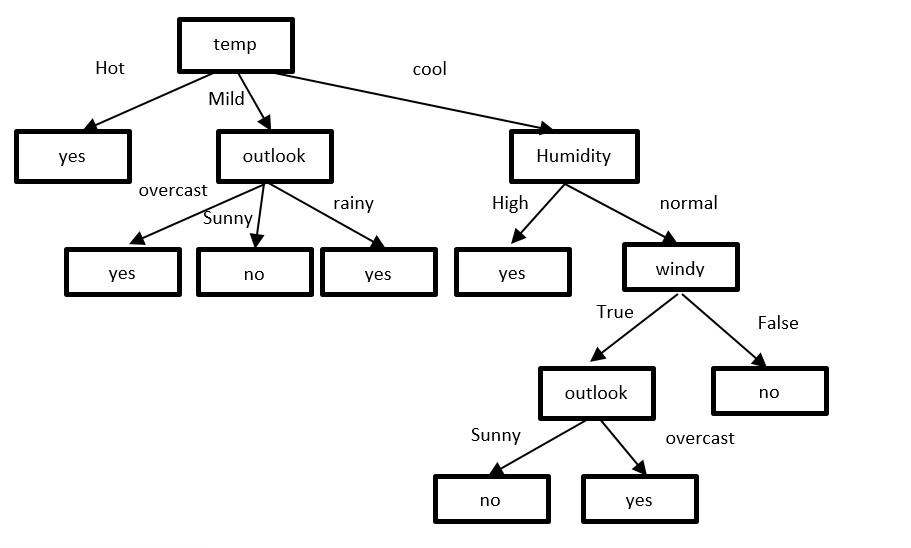 temp
Hot
cool
Mild
yes
outlook
Humidity
overcast
Sunny
rainy
High
normal
yes
no
yes
yes
windy
True
False
outlook
no
Sunny
overcast
no
yes